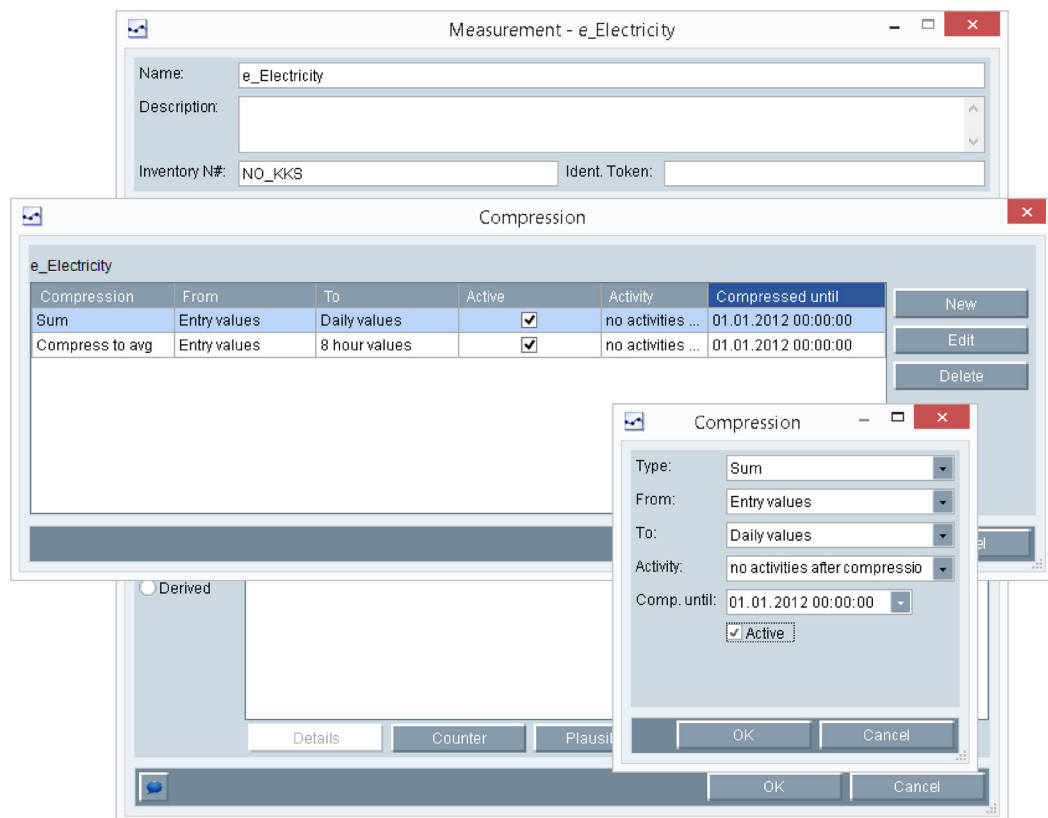 Measurement - e_Electricity
Name: e_Electricity
Description:
Inventory N#: NO_KKS Ident. Token:
Compression
e_Electricity
Compression From To Active Activity Compressed until
Sum Entry values Daily values no activities ... 01.01.2012 00:00:00
Compress to avg Entry values 8 hour values no activities ... 01.01.2012 00:00:00
New
Edit
Delete
Compression
Type: Sum
From: Entry values
To: Daily values
Activity: no activities after compressio
Comp. until: 01.01.2012 00:00:00
Active
OK Cancel
Derived
Details Counter
OK Cancel